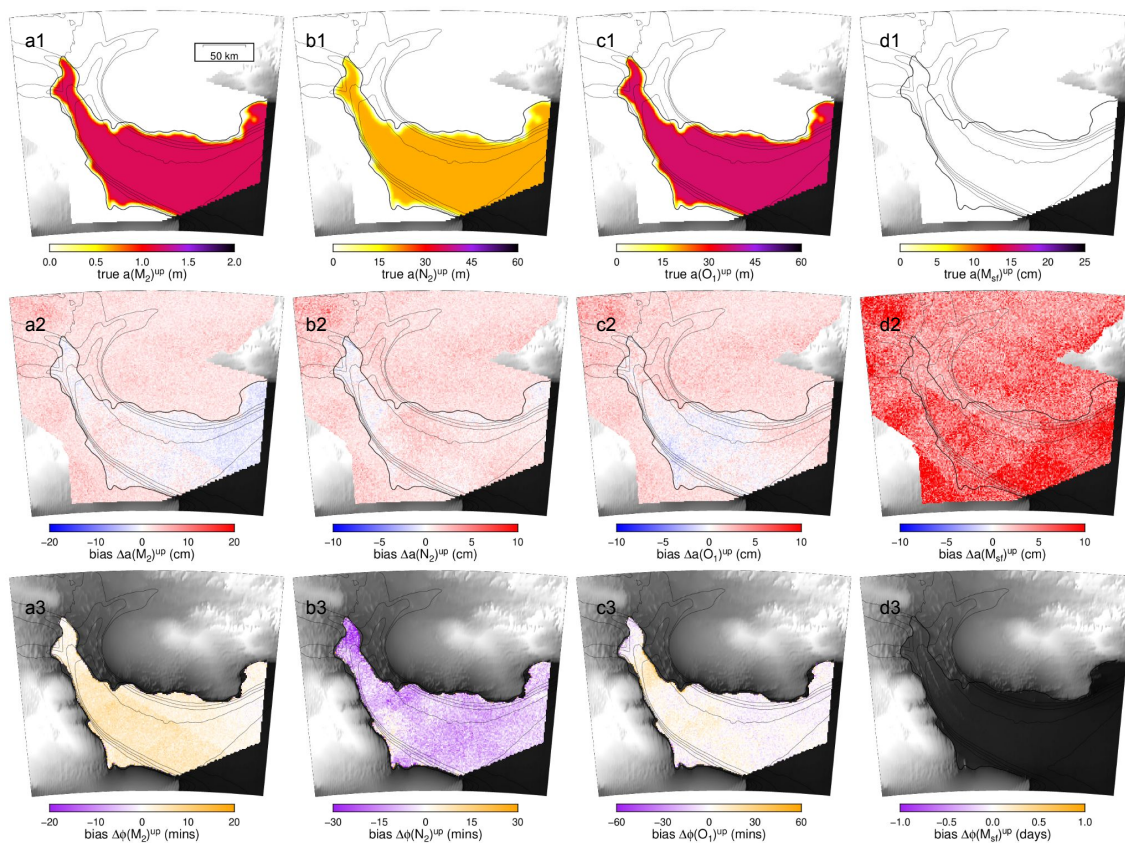 a1 b1 c1 d1
50 km
0.0 0.5 1.0 1.5 2.0 0 15 30 45 60 0 15 30 45 60 0 5 10 15 20 25
true a(M₂)ᵘᵖ (m) true a(N₂)ᵘᵖ (m) true a(O₁)ᵘᵖ (m) true a(Mₛf)ᵘᵖ (cm)
a2 b2 c2 d2
−20 −10 0 10 20 −10 −5 0 5 10 −10 −5 0 5 10 −10 −5 0 5 10
bias Δa(M₂)ᵘᵖ (cm) bias Δa(N₂)ᵘᵖ (cm) bias Δa(O₁)ᵘᵖ (cm) bias Δa(Mₛf)ᵘᵖ (cm)
a3 b3 c3 d3
−20 −10 0 10 20 −30 −15 0 15 30 −60 −30 0 30 60 −1.0 −0.5 0.0 0.5 1.0
bias Δϕ(M₂)ᵘᵖ (mins) bias Δϕ(N₂)ᵘᵖ (mins) bias Δϕ(O₁)ᵘᵖ (mins) bias Δϕ(Mₛf)ᵘᵖ (days)